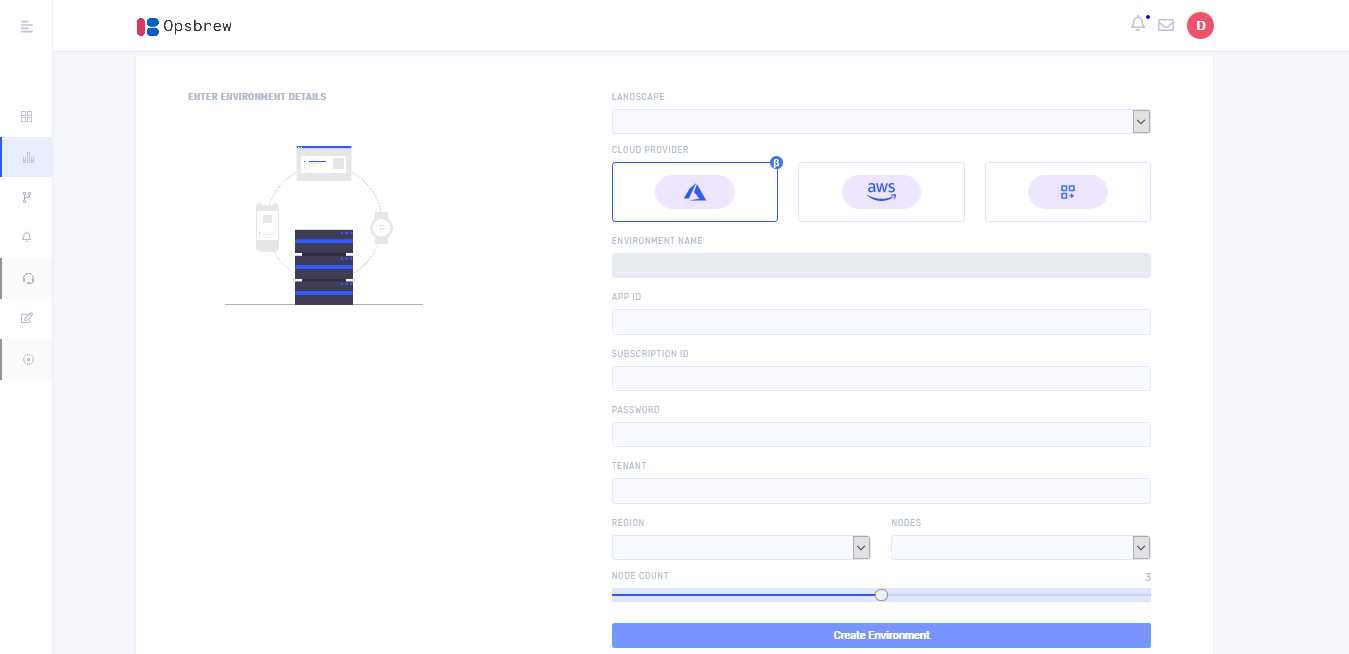 Opsbrew
D
ENTER ENVIRONMENT DETAILS
LANDSCAPE
CLOUD PROVIDER
β
aws
ENVIRONMENT NAME
APP ID
SUBSCRIPTION ID
PASSWORD
TENANT
REGION
NODES
NODE COUNT
3
Create Environment